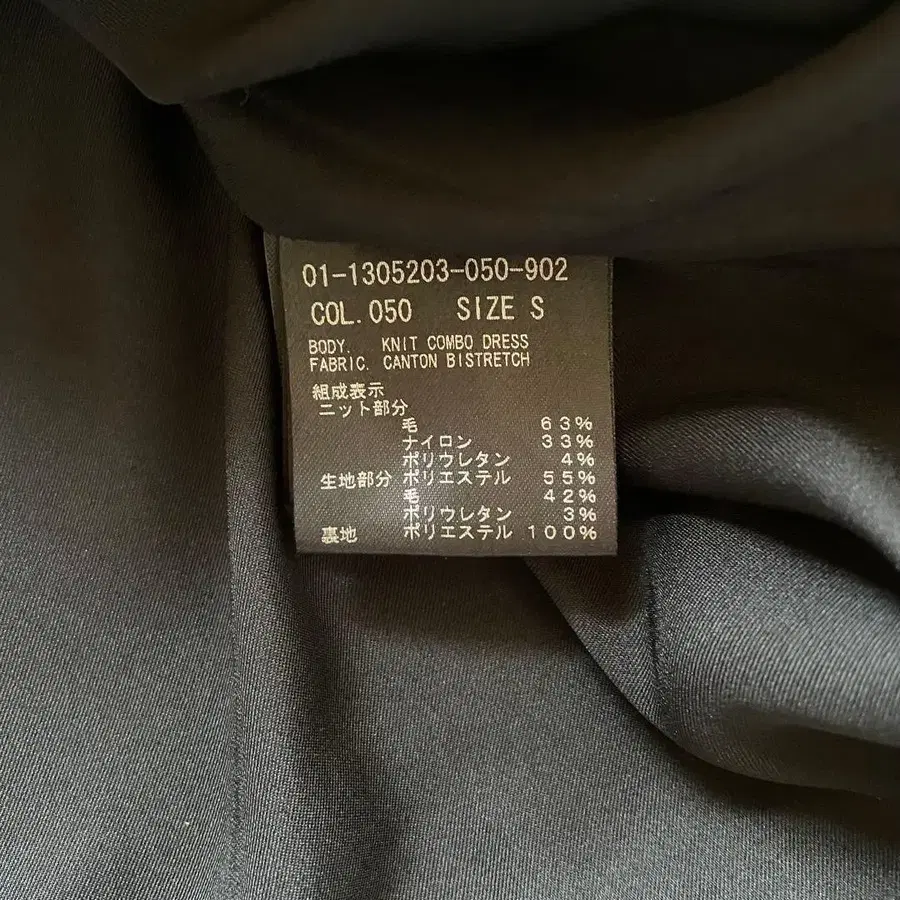 01-1305203-050-902
COL.050 SIZE S
BODY. KNIT COMBO DRESS
FABRIC. CANTON BISTRETCH
組成表示
ニット部分
毛 63%
ナイロン 33%
ポリウレタン 4%
生地部分 ポリエステル 55%
毛 42%
ポリウレタン 3%
裏地 ポリエステル 100%